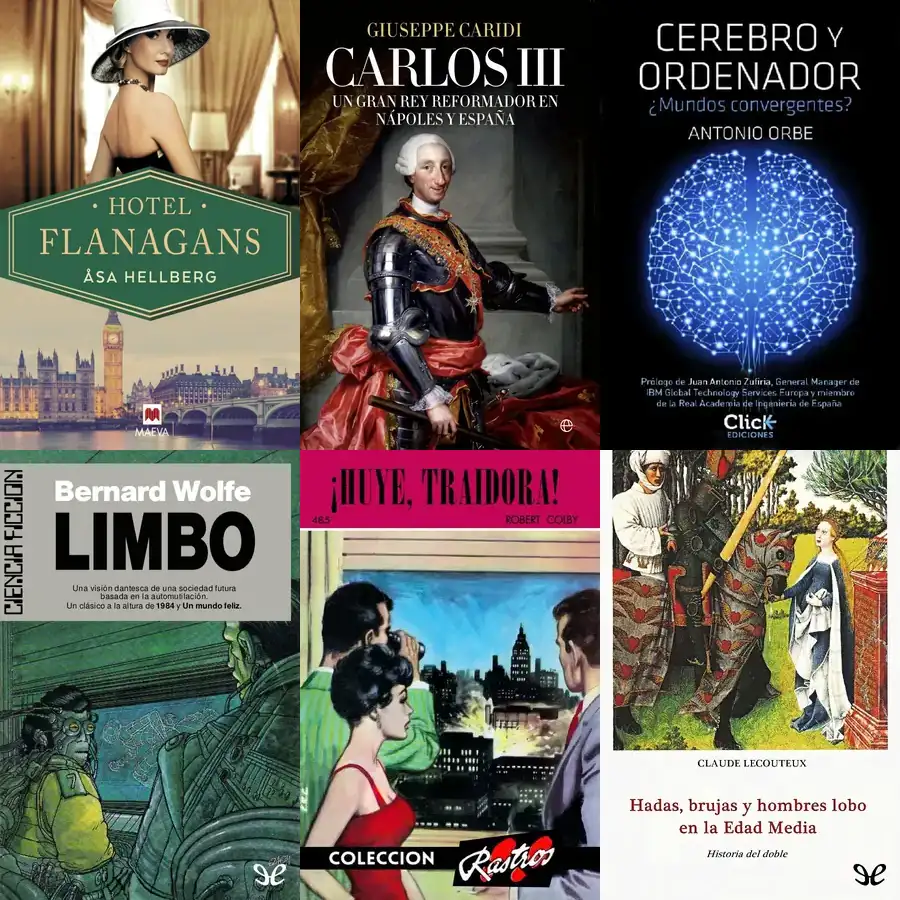 · HOTEL ·
FLANAGANS
ÅSA HELLBERG
MAEVA
GIUSEPPE CARIDI
CARLOS III
UN GRAN REY REFORMADOR EN
NÁPOLES Y ESPAÑA
CEREBRO Y
ORDENADOR
¿Mundos convergentes?
ANTONIO ORBE
Prólogo de Juan Antonio Zufiria, General Manager de
IBM Global Technology Services Europa y miembro
de la Real Academia de Ingeniería de España
Click
EDICIONES
CIENCIA FICCION
Bernard Wolfe
LIMBO
Una visión dantesca de una sociedad futura
basada en la automutilación.
Un clásico a la altura de 1984 y Un mundo feliz.
7
¡HUYE, TRAIDORA!
485 ROBERT COLBY
COLECCION Rastros
CLAUDE LECOUTEUX
Hadas, brujas y hombres lobo
en la Edad Media
Historia del doble